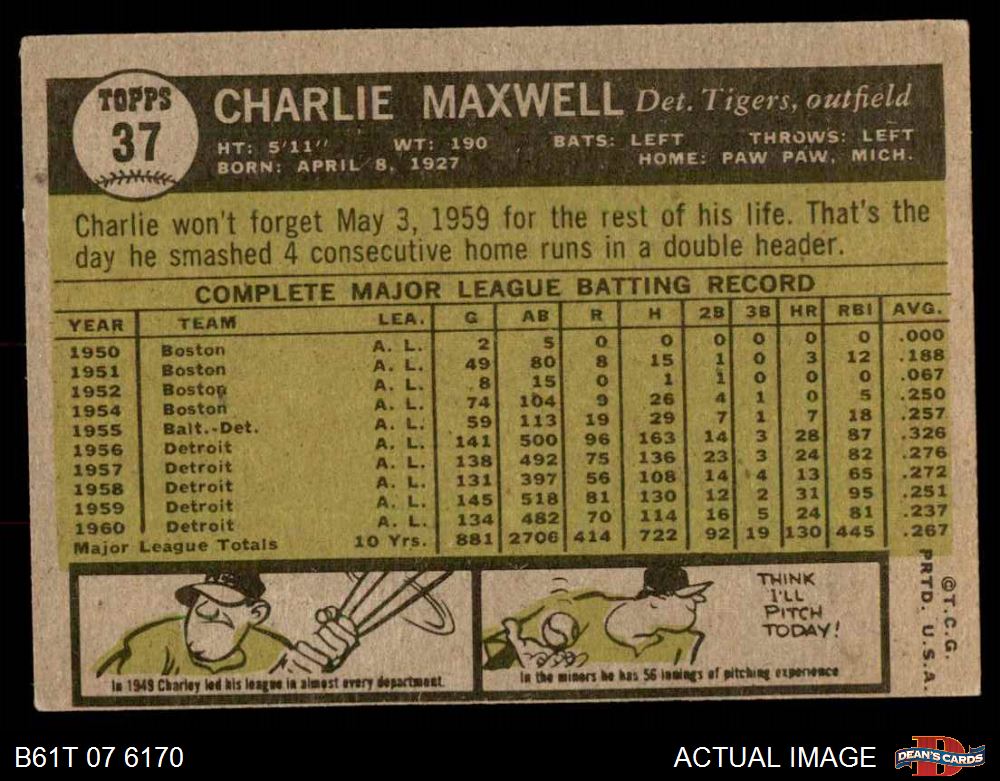 TOPPS
37
CHARLIE MAXWELL Det. Tigers, outfield
HT: 5'11" WT: 190 BATS: LEFT THROWS: LEFT
BORN: APRIL 8, 1927 HOME: PAW PAW, MICH.
Charlie won't forget May 3, 1959 for the rest of his life. That's the
day he smashed 4 consecutive home runs in a double header.
COMPLETE MAJOR LEAGUE BATTING RECORD
YEAR TEAM LEA. G AB R H 2B 3B HR RBI AVG.
1950 Boston A. L. 2 5 0 0 0 0 0 0 .000
1951 Boston A. L. 49 80 8 15 1 0 3 12 .188
1952 Boston A. L. 8 15 0 1 1 0 0 0 .067
1954 Boston A. L. 74 104 9 26 4 1 0 5 .250
1955 Balt.-Det. A. L. 59 113 19 29 7 1 7 18 .257
1956 Detroit A. L. 141 500 96 163 14 3 28 87 .326
1957 Detroit A. L. 138 492 75 136 23 3 24 82 .276
1958 Detroit A. L. 131 397 56 108 14 4 13 65 .272
1959 Detroit A. L. 145 518 81 130 12 2 31 95 .251
1960 Detroit A. L. 134 482 70 114 16 5 24 81 .237
Major League Totals 10 Yrs. 881 2706 414 722 92 19 130 445 .267
In 1949 Charley led his league in almost every department.
THINK
I'LL
PITCH
TODAY!
In the minors he has 56 innings of pitching experience
©T.C.G.
PRTD. U.S.A.
B61T 07 6170
ACTUAL IMAGE
D
DEAN'S CARDS